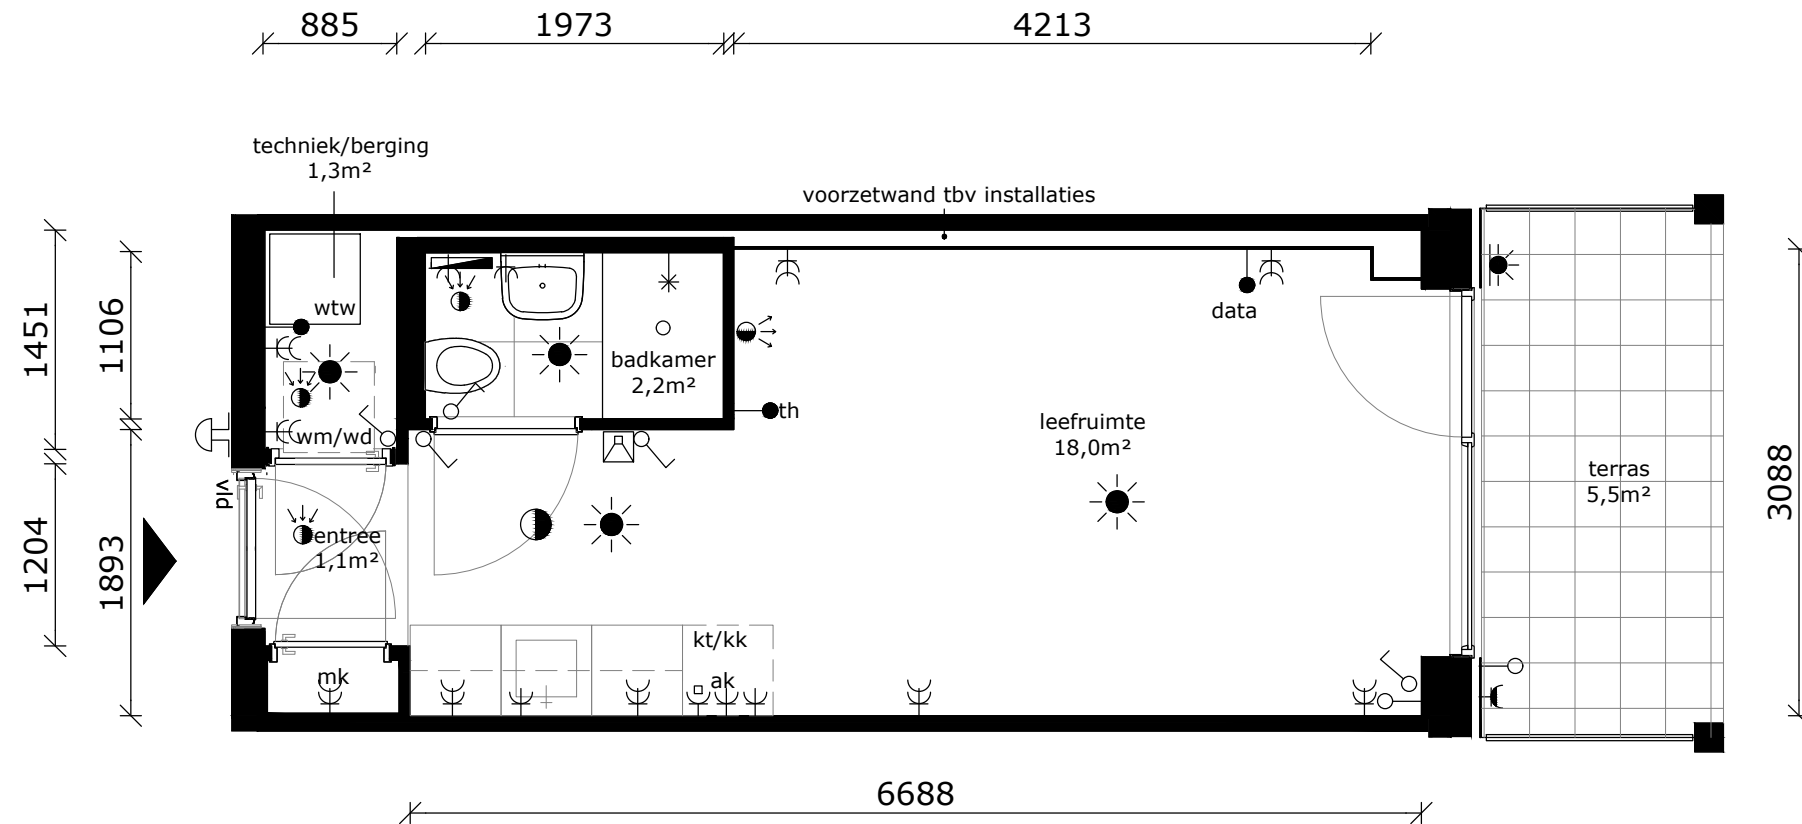 885
1973
4213
techniek/berging
1,3m²
voorzetwand tbv installaties
1451
1106
wtw
data
badkamer
2,2m²
th
leefruimte
18,0m²
wm/wd
vld
terras
5,5m²
3088
1204
1893
entree
1,1m²
kt/kk
mk
ak
6688